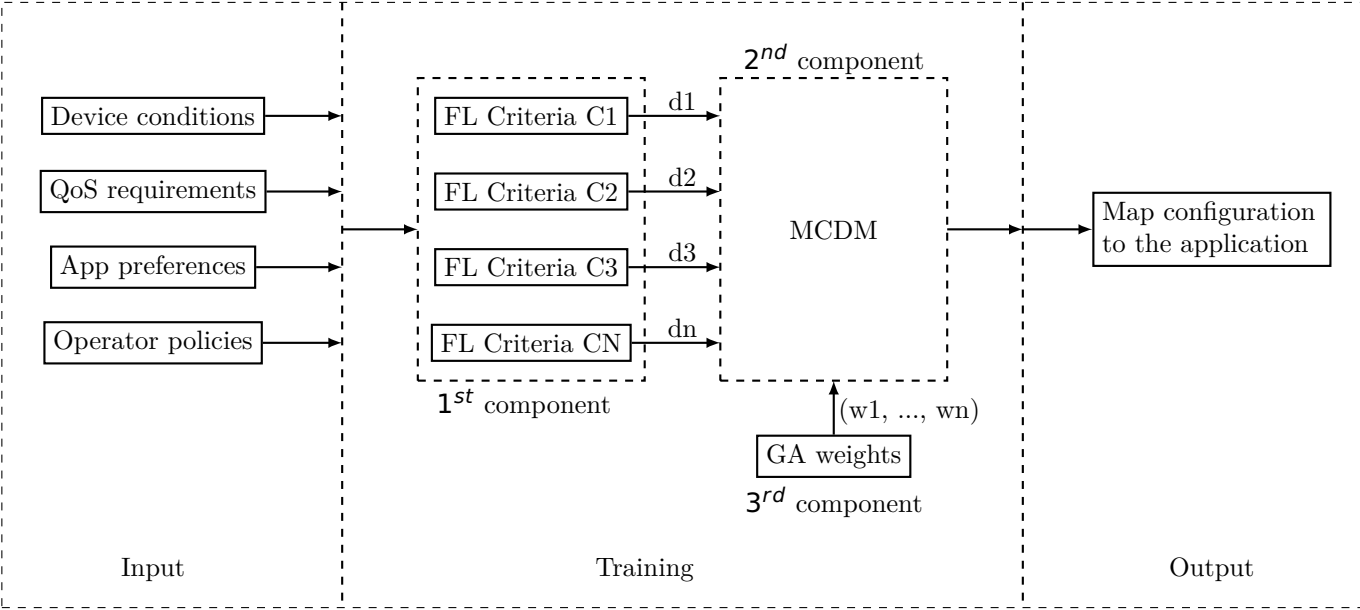 2nd component
Device conditions
FL Criteria C1
d1
QoS requirements
FL Criteria C2
d2
MCDM
Map configuration
to the application
App preferences
FL Criteria C3
d3
Operator policies
FL Criteria CN
dn
1st component
(w1, ..., wn)
GA weights
3rd component
Input
Training
Output